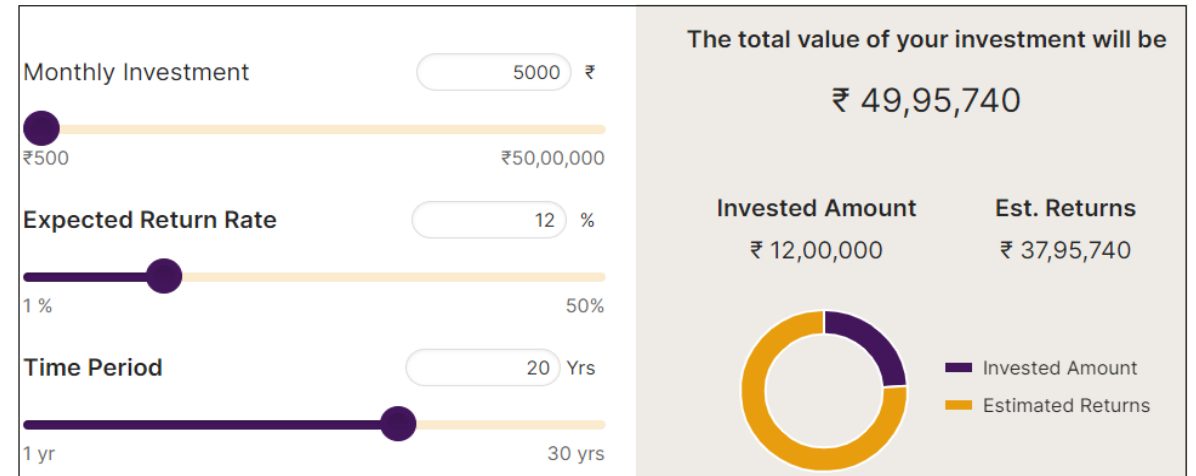 Monthly Investment
5000 ₹
₹500
₹50,00,000
Expected Return Rate
12 %
1 %
50%
Time Period
20 Yrs
1 yr
30 yrs
The total value of your investment will be
₹ 49,95,740
Invested Amount
₹ 12,00,000
Est. Returns
₹ 37,95,740
Invested Amount
Estimated Returns